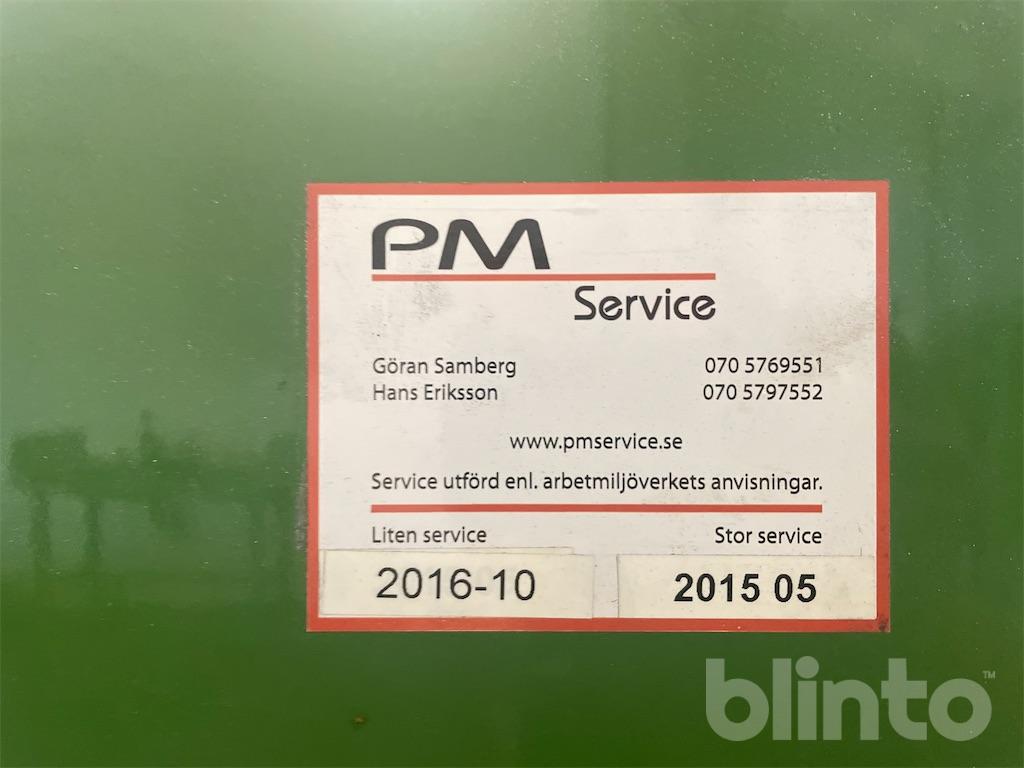 PM
Service
Göran Samberg 070 5769551
Hans Eriksson 070 5797552
www.pmservice.se
Service utförd enl. arbetmiljöverkets anvisningar.
Liten service Stor service
2016-10 2015 05
blinto™